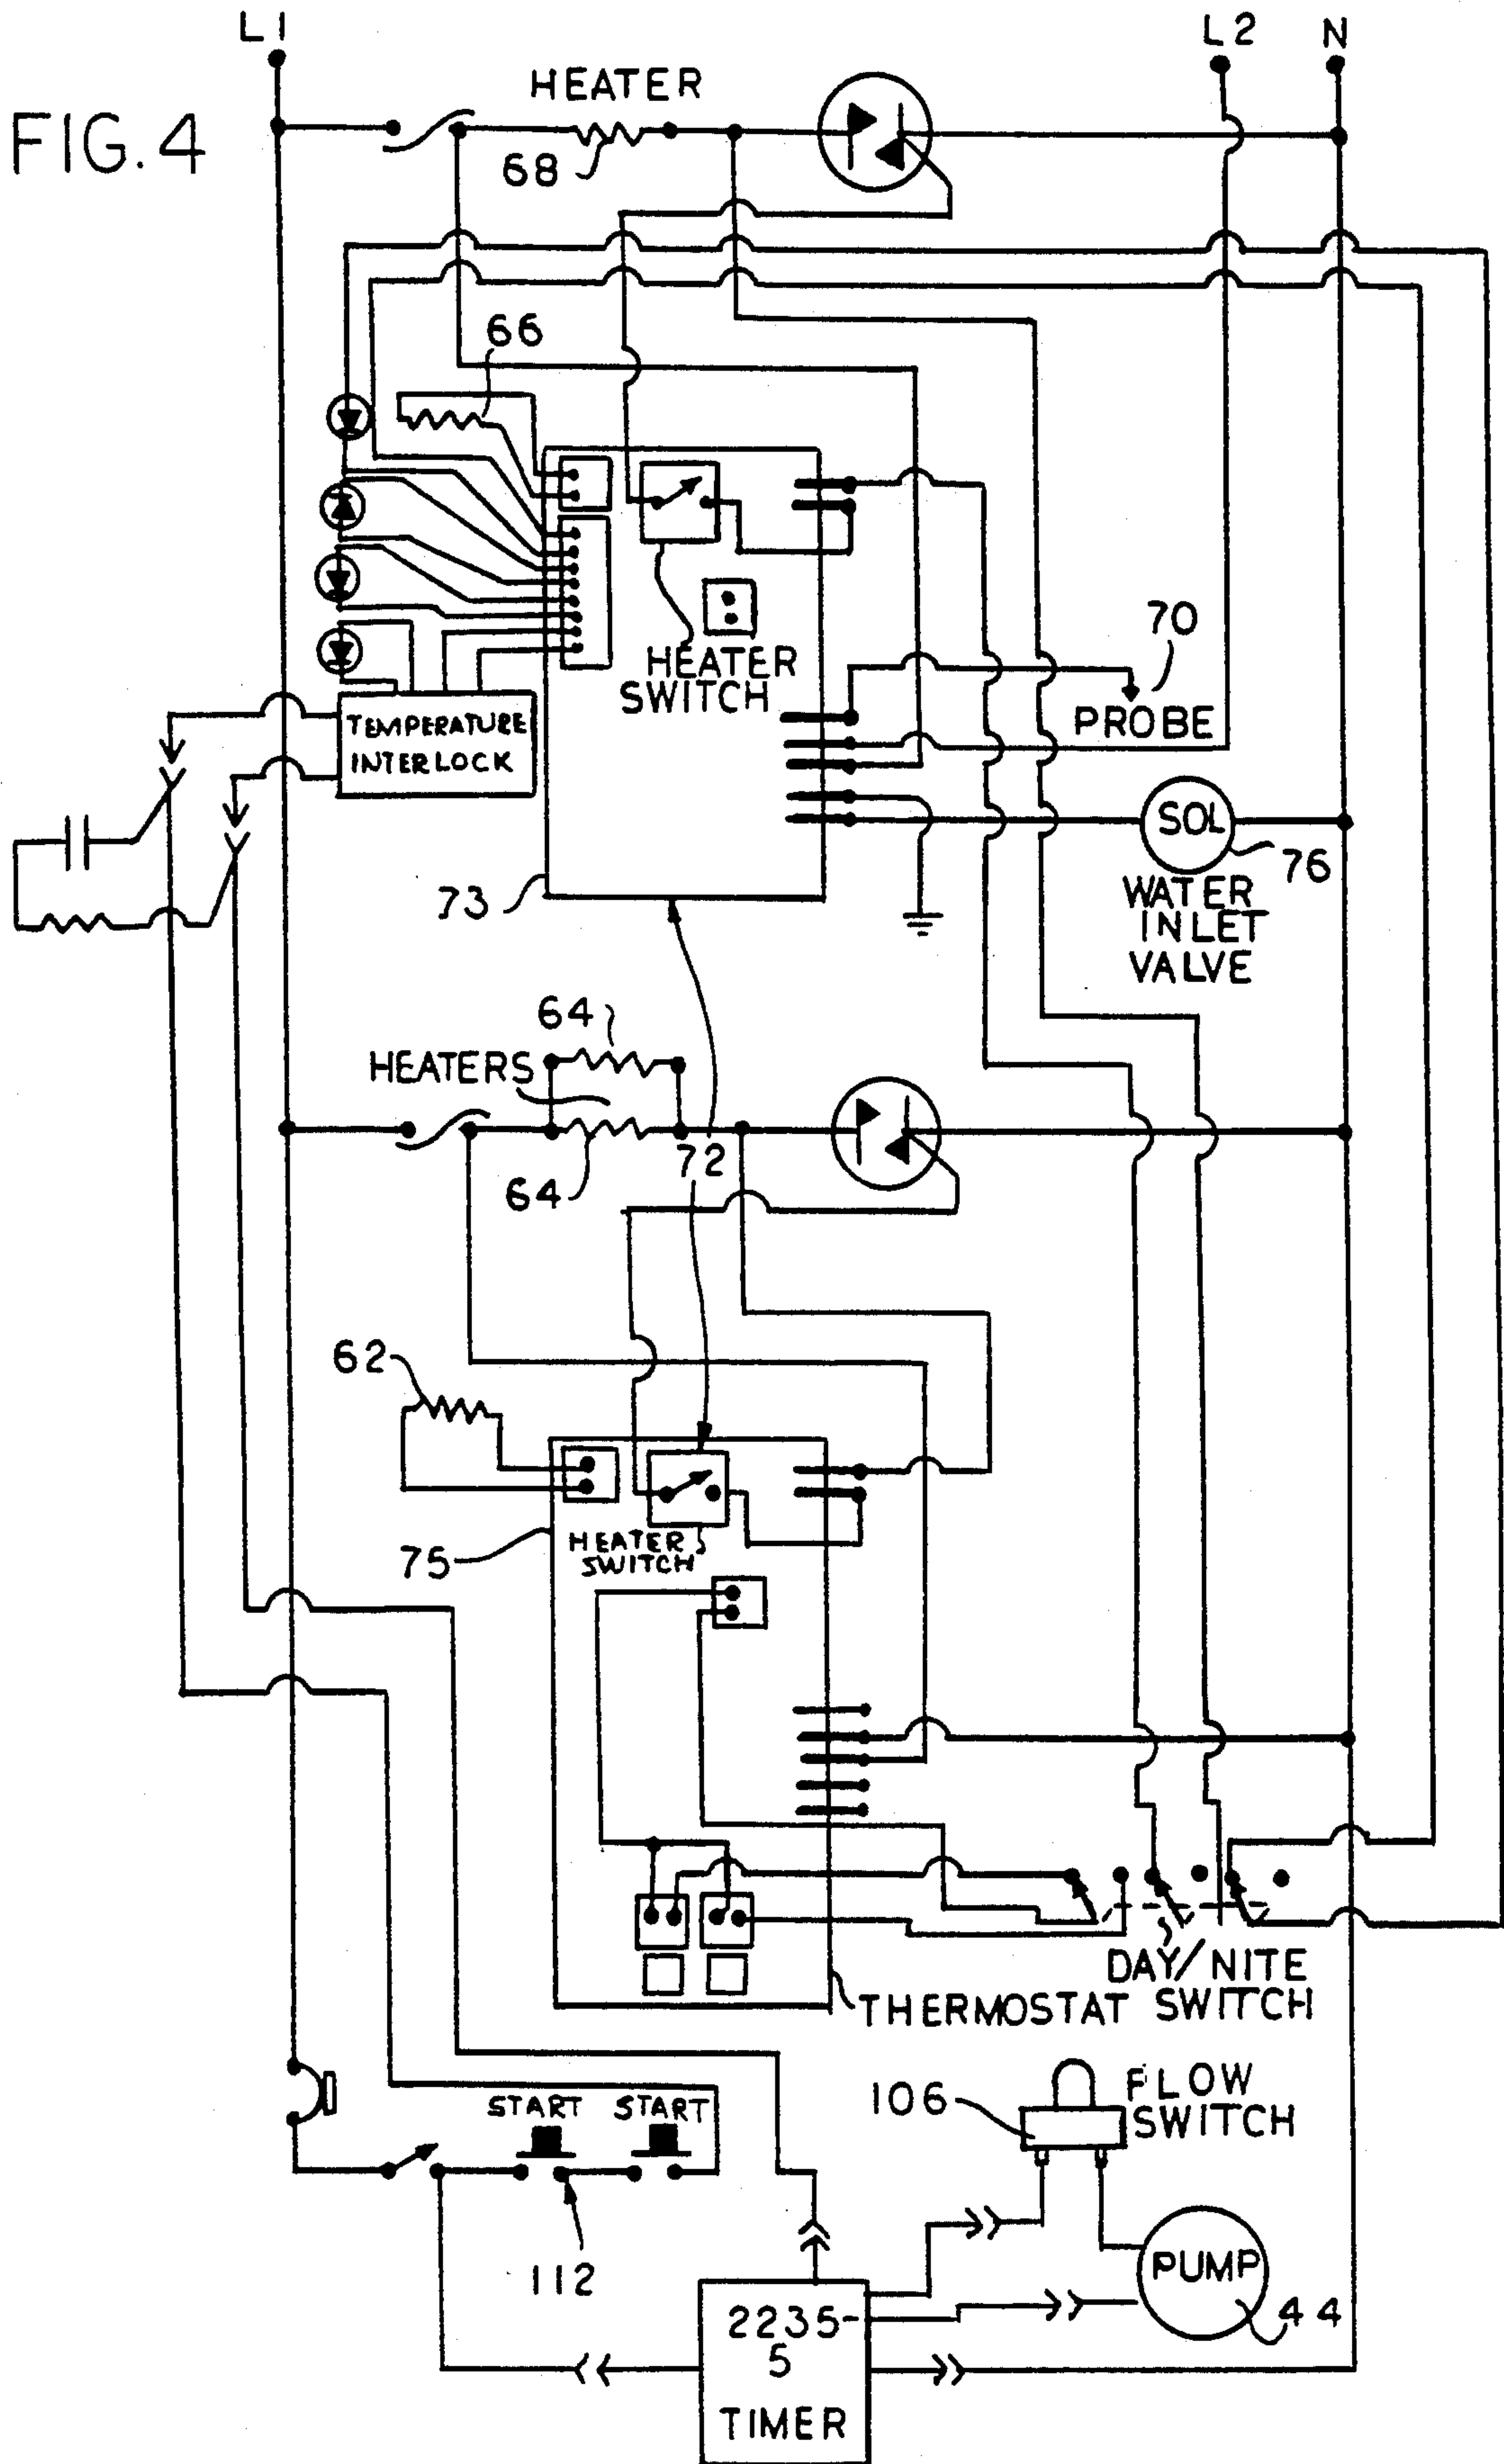 L1
L2
N
FIG. 4
HEATER
68
66
HEATER
SWITCH
70
PROBE
TEMPERATURE
INTERLOCK
SOL
76
WATER
INLET
VALVE
73
64
HEATERS
72
64
62
75
HEATER
SWITCH
DAY/NITE
SWITCH
THERMOSTAT
START
START
106
FLOW
SWITCH
112
PUMP
44
2235-
5
TIMER